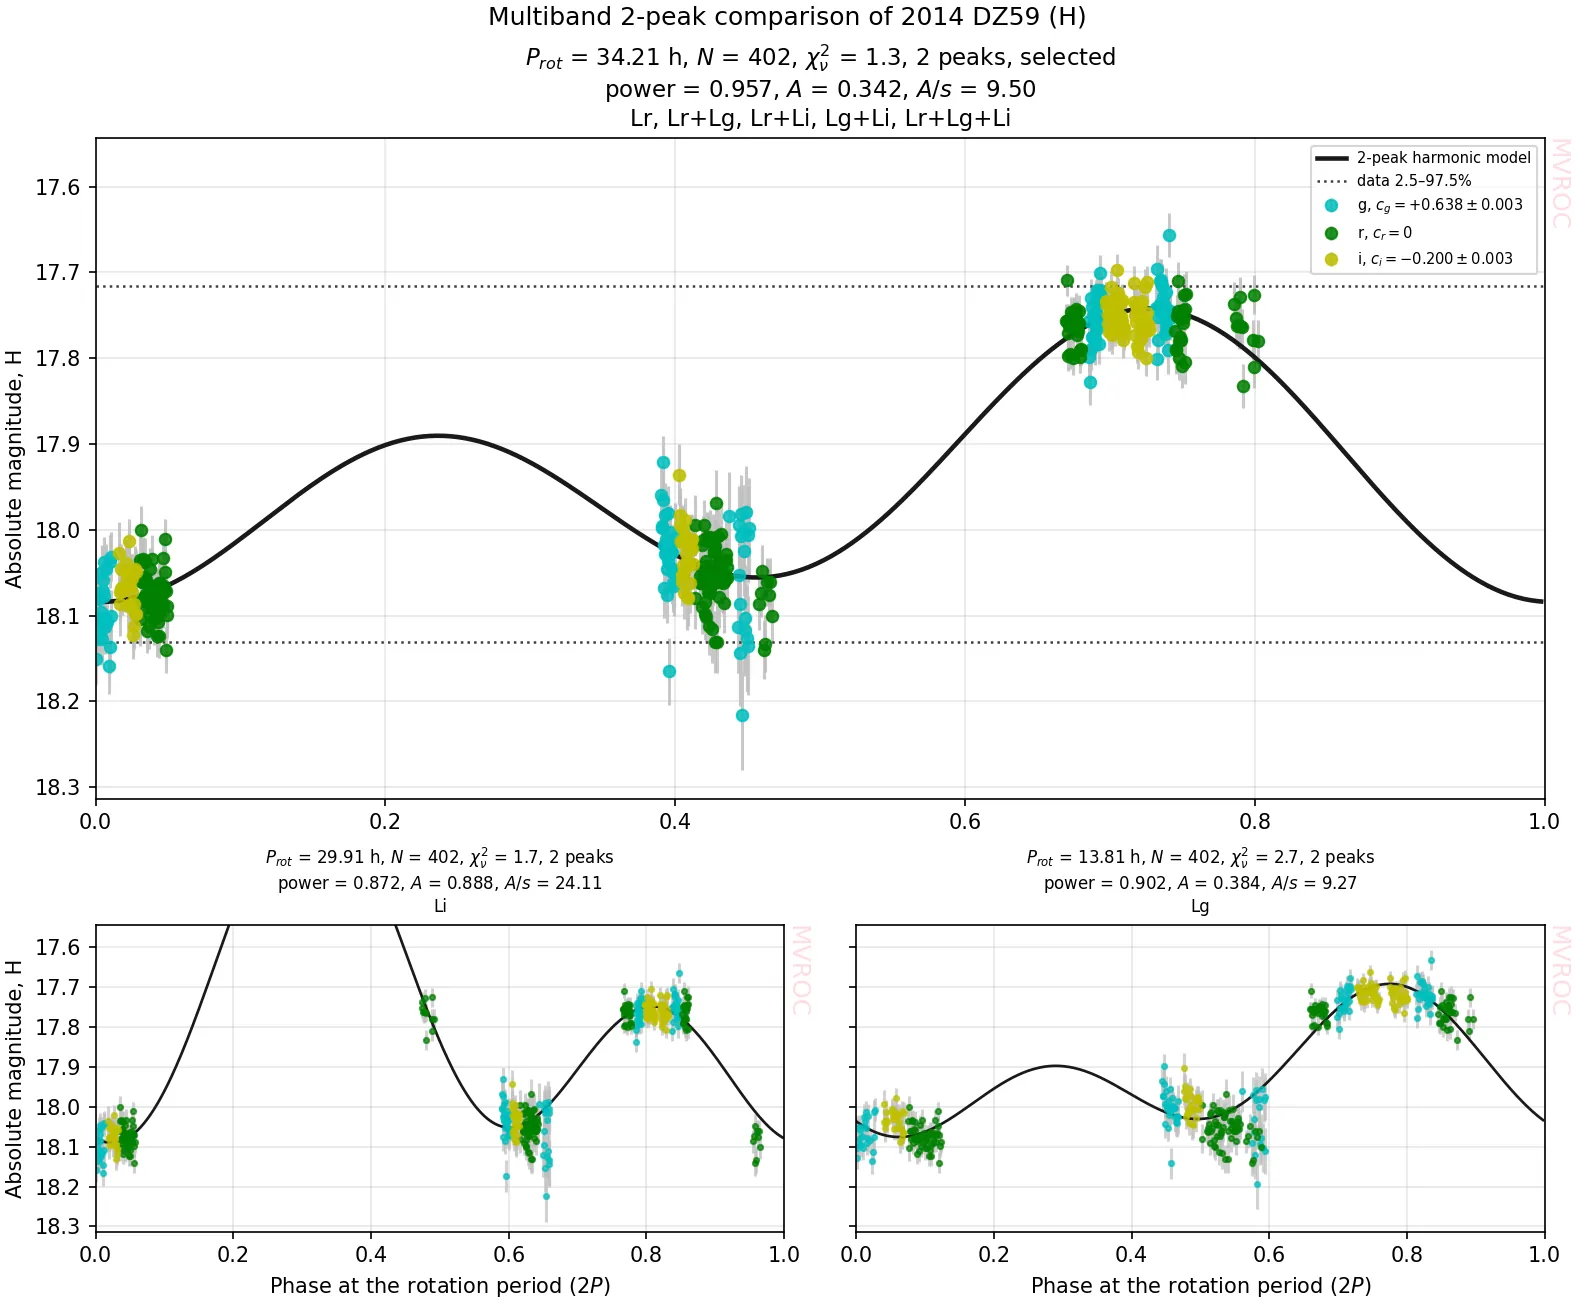 Multiband 2-peak comparison of 2014 DZ59 (H)
P_rot = 34.21 h, N = 402, χ²_ν = 1.3, 2 peaks, selected
power = 0.957, A = 0.342, A/s = 9.50
Lr, Lr+Lg, Lr+Li, Lg+Li, Lr+Lg+Li
2-peak harmonic model
data 2.5–97.5%
g, c_g = +0.638 ± 0.003
r, c_r = 0
i, c_i = −0.200 ± 0.003
MVROC
Absolute magnitude, H
17.6
17.7
17.8
17.9
18.0
18.1
18.2
18.3
0.0 0.2 0.4 0.6 0.8 1.0
P_rot = 29.91 h, N = 402, χ²_ν = 1.7, 2 peaks
power = 0.872, A = 0.888, A/s = 24.11
Li
MVROC
Absolute magnitude, H
17.6
17.7
17.8
17.9
18.0
18.1
18.2
18.3
0.0 0.2 0.4 0.6 0.8 1.0
Phase at the rotation period (2P)
P_rot = 13.81 h, N = 402, χ²_ν = 2.7, 2 peaks
power = 0.902, A = 0.384, A/s = 9.27
Lg
MVROC
0.0 0.2 0.4 0.6 0.8 1.0
Phase at the rotation period (2P)